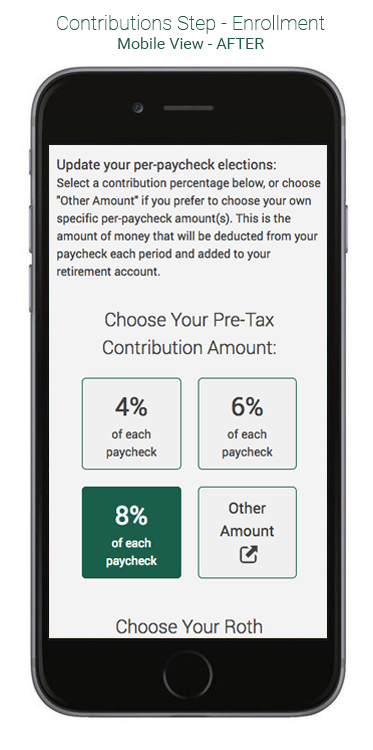 Contributions Step - Enrollment
Mobile View - AFTER
Update your per-paycheck elections:
Select a contribution percentage below, or choose
"Other Amount" if you prefer to choose your own
specific per-paycheck amount(s). This is the
amount of money that will be deducted from your
paycheck each period and added to your
retirement account.
Choose Your Pre-Tax
Contribution Amount:
4%
of each
paycheck
6%
of each
paycheck
8%
of each
paycheck
Other
Amount
Choose Your Roth